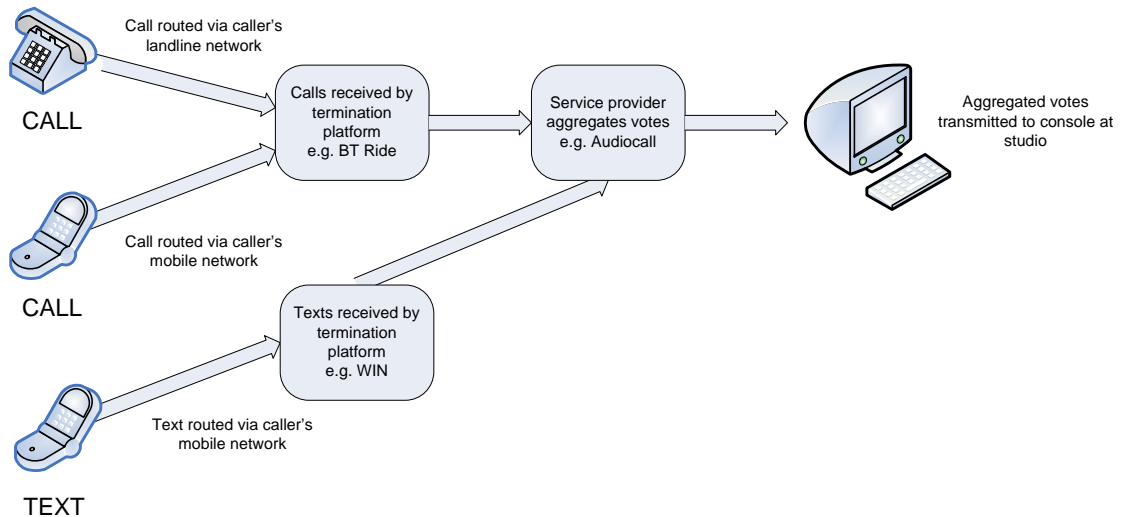 Call routed via caller's
landline network
CALL
Calls received by
termination
platform
e.g. BT Ride
Service provider
aggregates votes
e.g. Audiocall
Aggregated votes
transmitted to console at
studio
Call routed via caller's
mobile network
CALL
Texts received by
termination
platform
e.g. WIN
Text routed via caller's
mobile network
TEXT